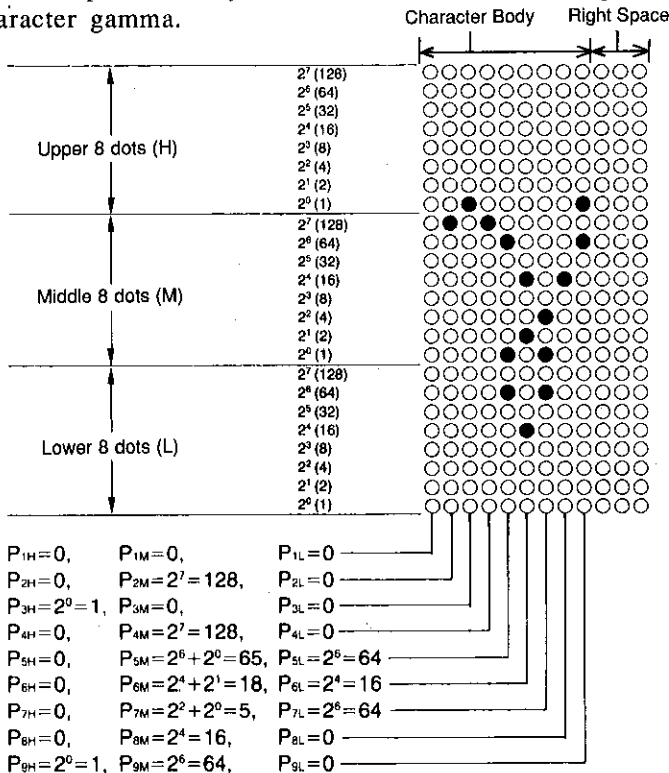 aracter gamma.
Character Body Right Space
2⁷ (128)
2⁶ (64)
2⁵ (32)
2⁴ (16)
2³ (8)
2² (4)
2¹ (2)
2⁰ (1)
Upper 8 dots (H)
2⁷ (128)
2⁶ (64)
2⁵ (32)
2⁴ (16)
2³ (8)
2² (4)
2¹ (2)
2⁰ (1)
Middle 8 dots (M)
2⁷ (128)
2⁶ (64)
2⁵ (32)
2⁴ (16)
2³ (8)
2² (4)
2¹ (2)
2⁰ (1)
Lower 8 dots (L)
P₁H=0, P₁M=0, P₁L=0
P₂H=0, P₂M=2⁷=128, P₂L=0
P₃H=2⁰=1, P₃M=0, P₃L=0
P₄H=0, P₄M=2⁷=128, P₄L=0
P₅H=0, P₅M=2⁶+2⁰=65, P₅L=2⁶=64
P₆H=0, P₆M=2⁴+2¹=18, P₆L=2⁴=16
P₇H=0, P₇M=2²+2⁰=5, P₇L=2⁶=64
P₈H=0, P₈M=2⁴=16, P₈L=0
P₉H=2⁰=1, P₉M=2⁶=64, P₉L=0